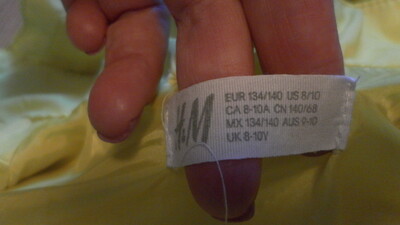 H&M
EUR 134/140 US 8/10
CA 8-10A CN 140/68
MX 134/140 AUS 9-10
UK 8-10Y